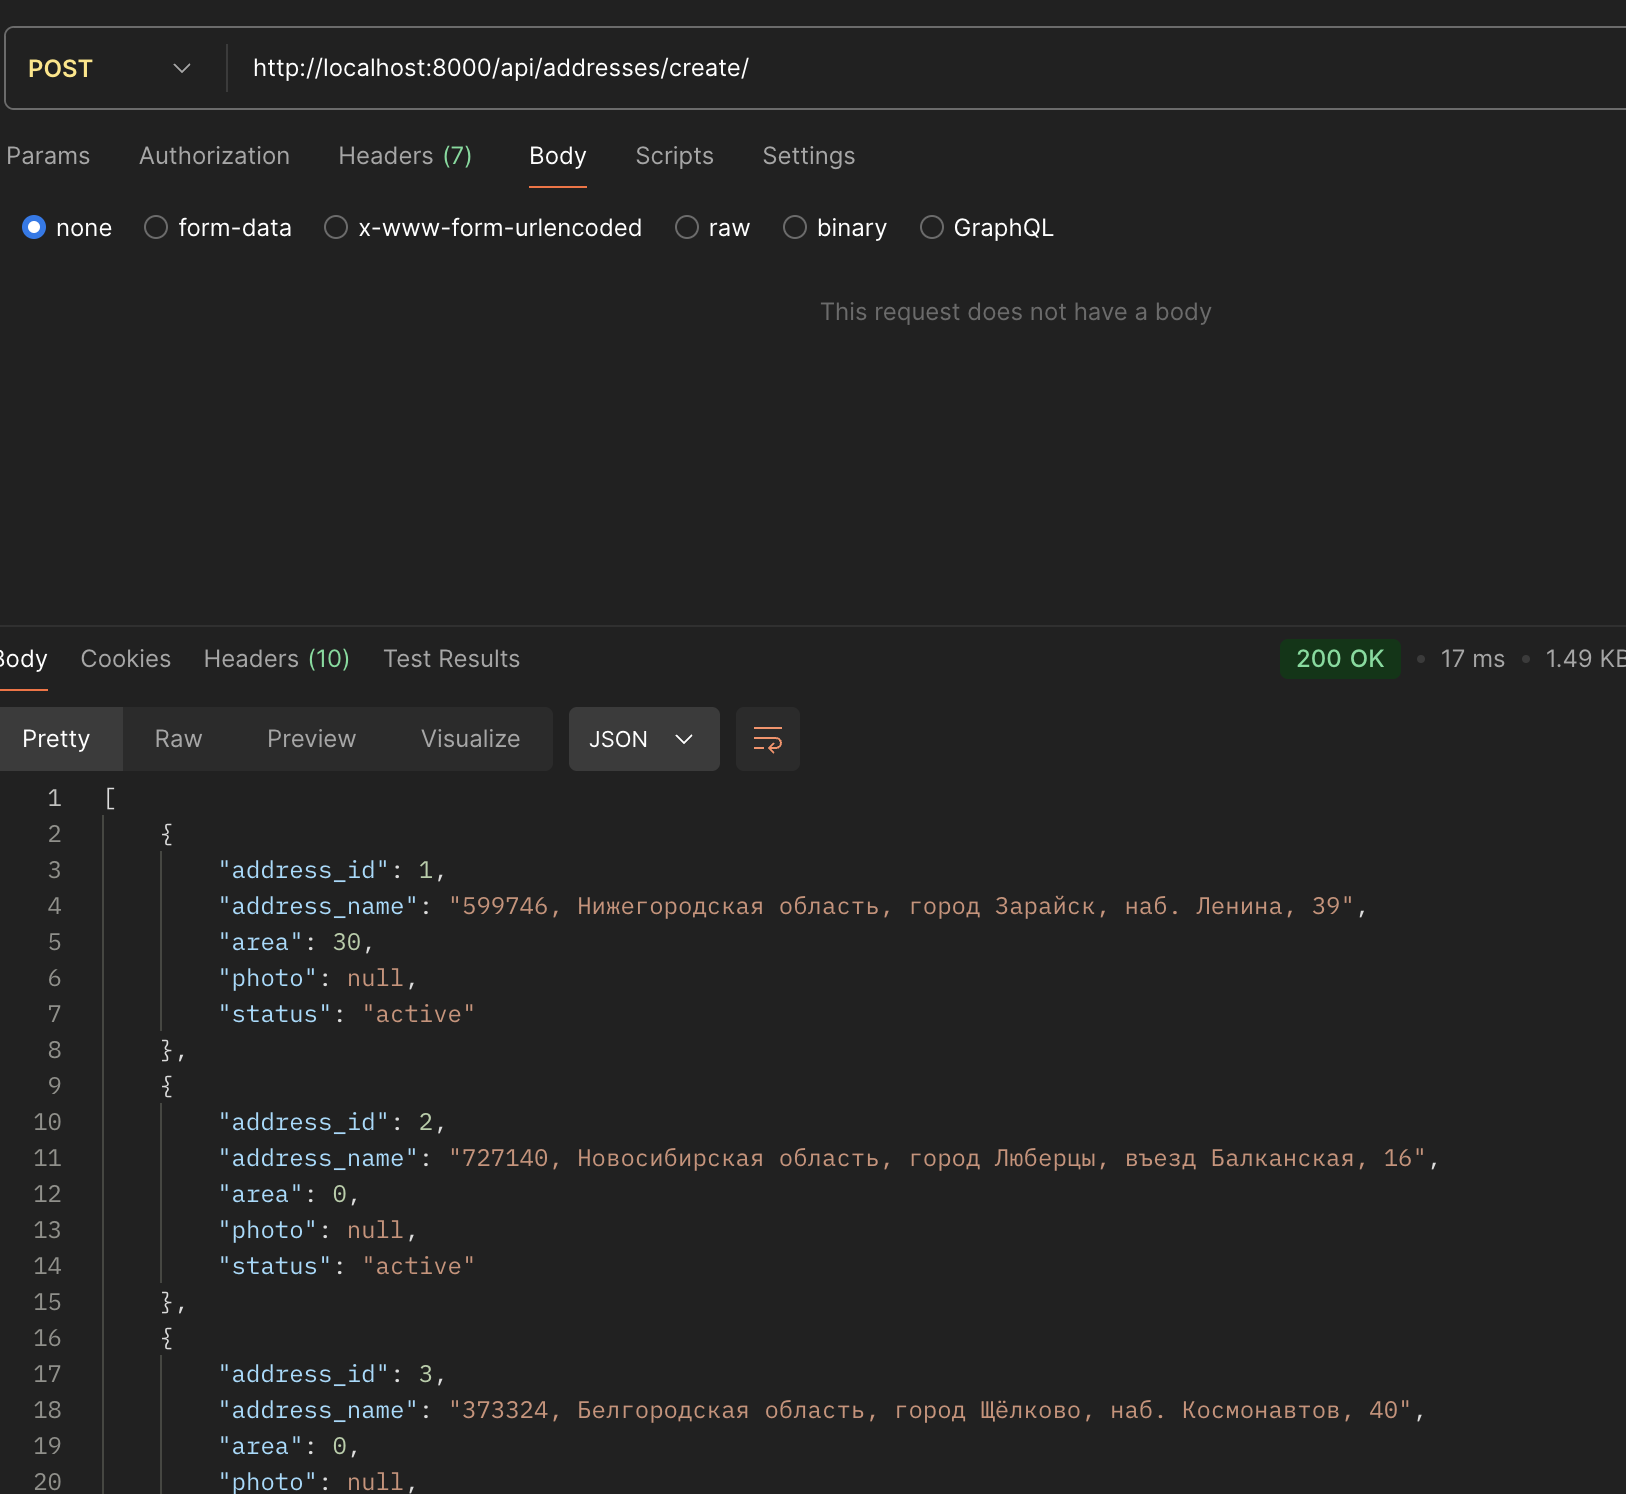 POST http://localhost:8000/api/addresses/create/
Params Authorization Headers (7) Body Scripts Settings
none form-data x-www-form-urlencoded raw binary GraphQL
This request does not have a body
Body Cookies Headers (10) Test Results 200 OK • 17 ms • 1.49 KB
Pretty Raw Preview Visualize JSON
1 [
2 {
3 "address_id": 1,
4 "address_name": "599746, Нижегородская область, город Зарайск, наб. Ленина, 39",
5 "area": 30,
6 "photo": null,
7 "status": "active"
8 },
9 {
10 "address_id": 2,
11 "address_name": "727140, Новосибирская область, город Люберцы, въезд Балканская, 16",
12 "area": 0,
13 "photo": null,
14 "status": "active"
15 },
16 {
17 "address_id": 3,
18 "address_name": "373324, Белгородская область, город Щёлково, наб. Космонавтов, 40",
19 "area": 0,
20 "photo": null,